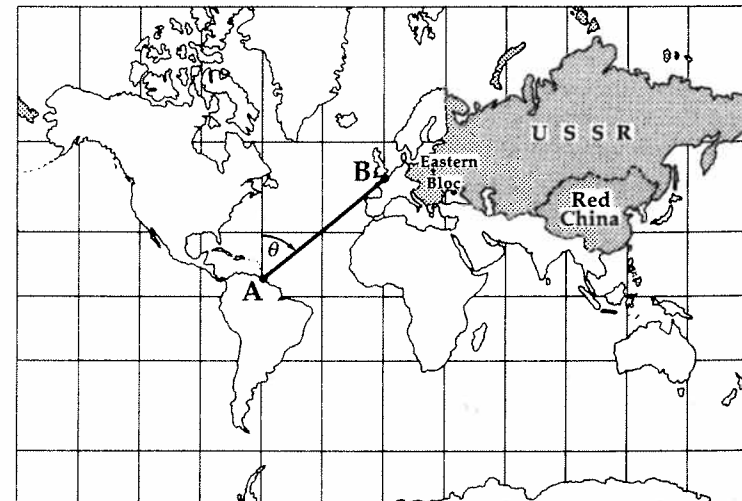 U S S R
Eastern
Bloc
B
Red
China
θ
A